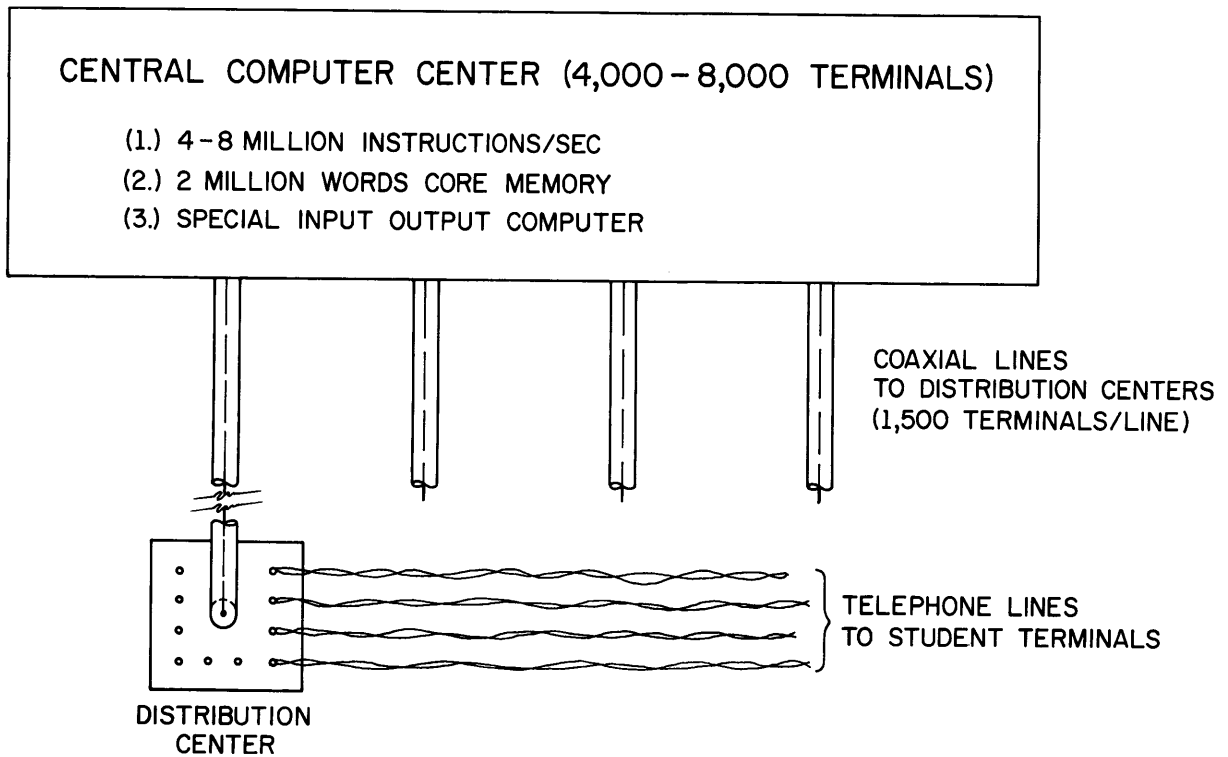 CENTRAL COMPUTER CENTER (4,000-8,000 TERMINALS)
(1.) 4-8 MILLION INSTRUCTIONS/SEC
(2.) 2 MILLION WORDS CORE MEMORY
(3.) SPECIAL INPUT OUTPUT COMPUTER
COAXIAL LINES
TO DISTRIBUTION CENTERS
(1,500 TERMINALS/LINE)
TELEPHONE LINES
TO STUDENT TERMINALS
DISTRIBUTION
CENTER